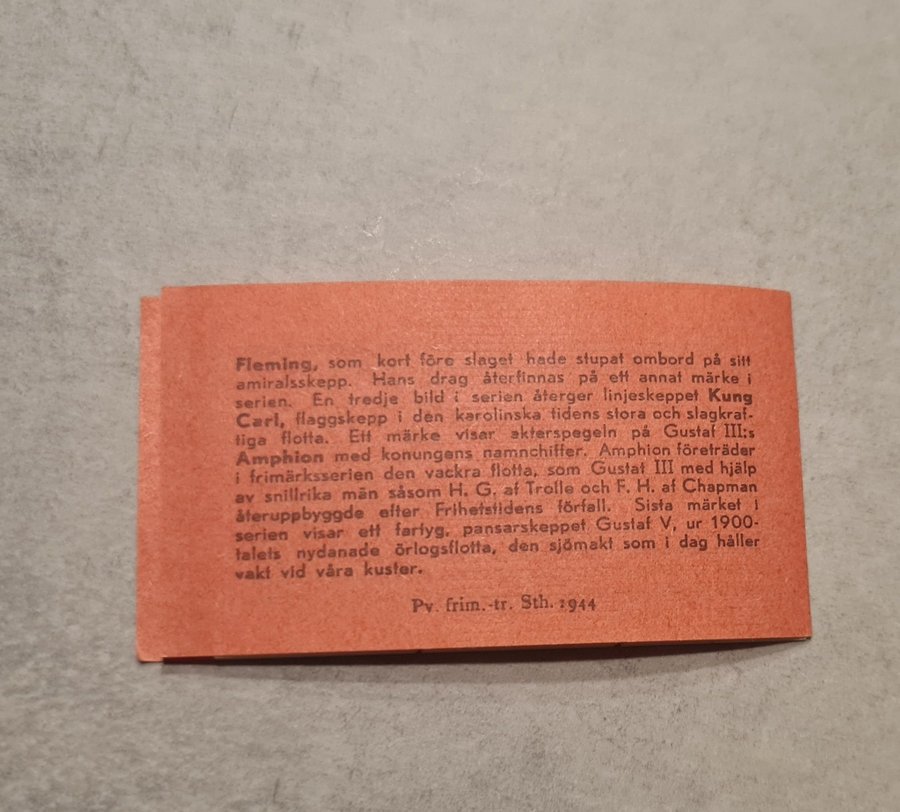 Fleming, som kort före slaget hade stupat ombord på sitt
amiralsskepp. Hans drag återfinnas på ett annat märke i
serien. En tredje bild i serien återger linjeskeppet Kung
Carl, flaggskepp i den karolinska tidens stora och slagkraf-
tiga flotta. Ett märke visar akterspegeln på Gustaf III:s
Amphion med konungens namnchiffer. Amphion företräder
i frimärksserien den vackra flotta, som Gustaf III med hjälp
av snillrika män såsom H. G. af Trolle och F. H. af Chapman
återuppbyggde efter Frihetstidens förfall. Sista märket i
serien visar ett fartyg, pansarskeppet Gustaf V, ur 1900-
talets nydanade örlogsflotta, den sjömakt som i dag håller
vakt vid våra kuster.
Pv. frim.-tr. Sth. 1944